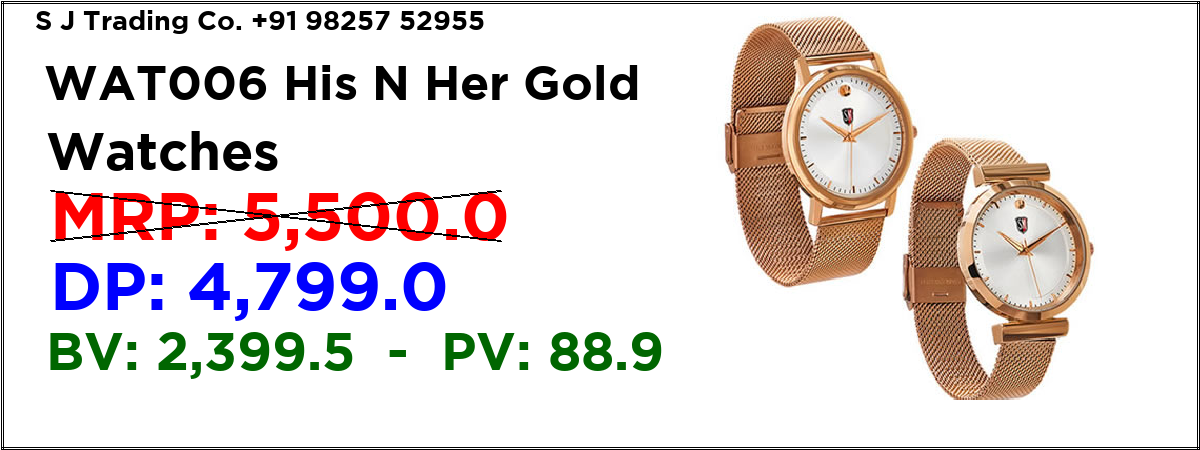 S J Trading Co. +91 98257 52955
WAT006 His N Her Gold
Watches
MRP: 5,500.0
DP: 4,799.0
BV: 2,399.5 - PV: 88.9